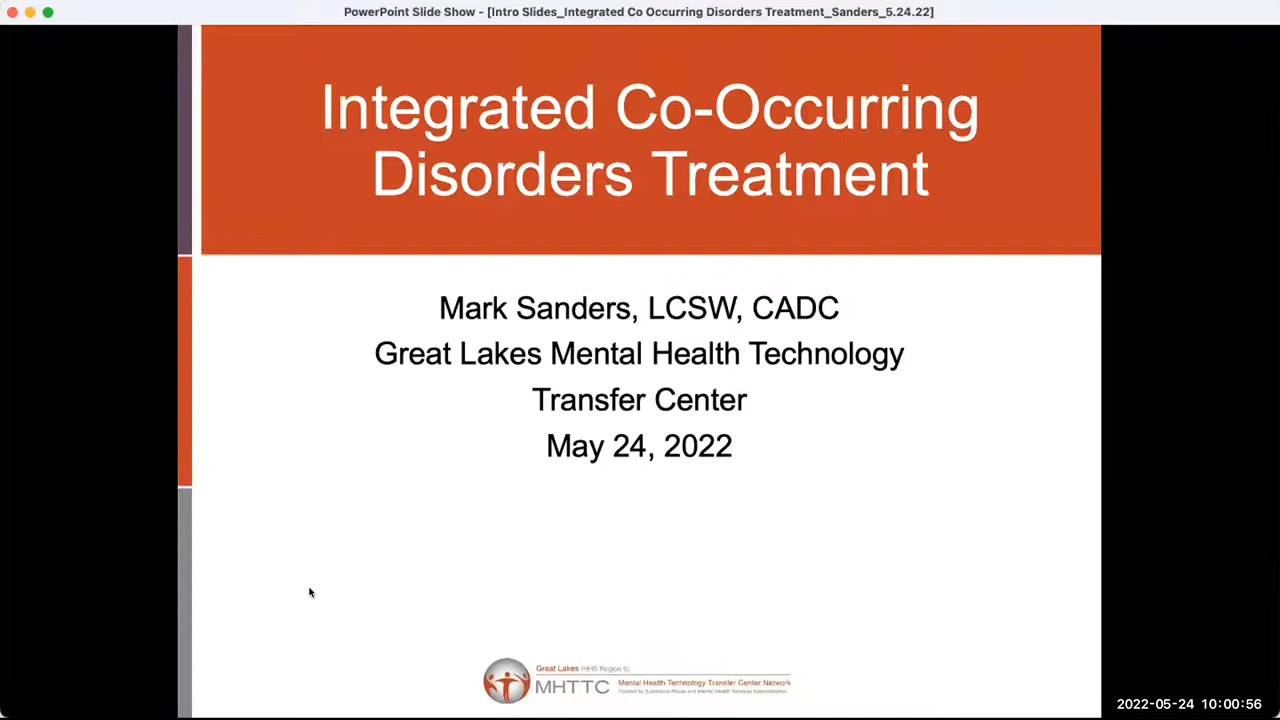 PowerPoint Slide Show - [Intro Slides_Integrated Co Occurring Disorders Treatment_Sanders_5.24.22]
Integrated Co-Occurring
Disorders Treatment
Mark Sanders, LCSW, CADC
Great Lakes Mental Health Technology
Transfer Center
May 24, 2022
Great Lakes (HHS Region 5)
MHTTC
Mental Health Technology Transfer Center Network
Funded by Substance Abuse and Mental Health Services Administration
2022-05-24 10:00:56